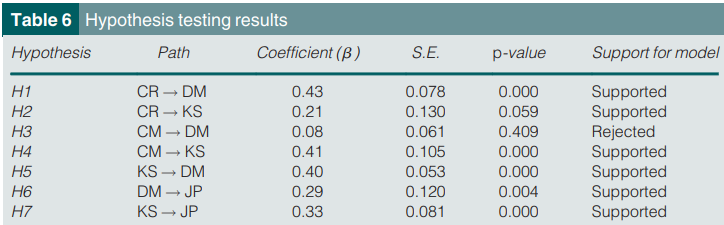 Table 6 Hypothesis testing results
Hypothesis Path Coefficient (β) S.E. p-value Support for model
H1 CR → DM 0.43 0.078 0.000 Supported
H2 CR → KS 0.21 0.130 0.059 Supported
H3 CM → DM 0.08 0.061 0.409 Rejected
H4 CM → KS 0.41 0.105 0.000 Supported
H5 KS → DM 0.40 0.053 0.000 Supported
H6 DM → JP 0.29 0.120 0.004 Supported
H7 KS → JP 0.33 0.081 0.000 Supported